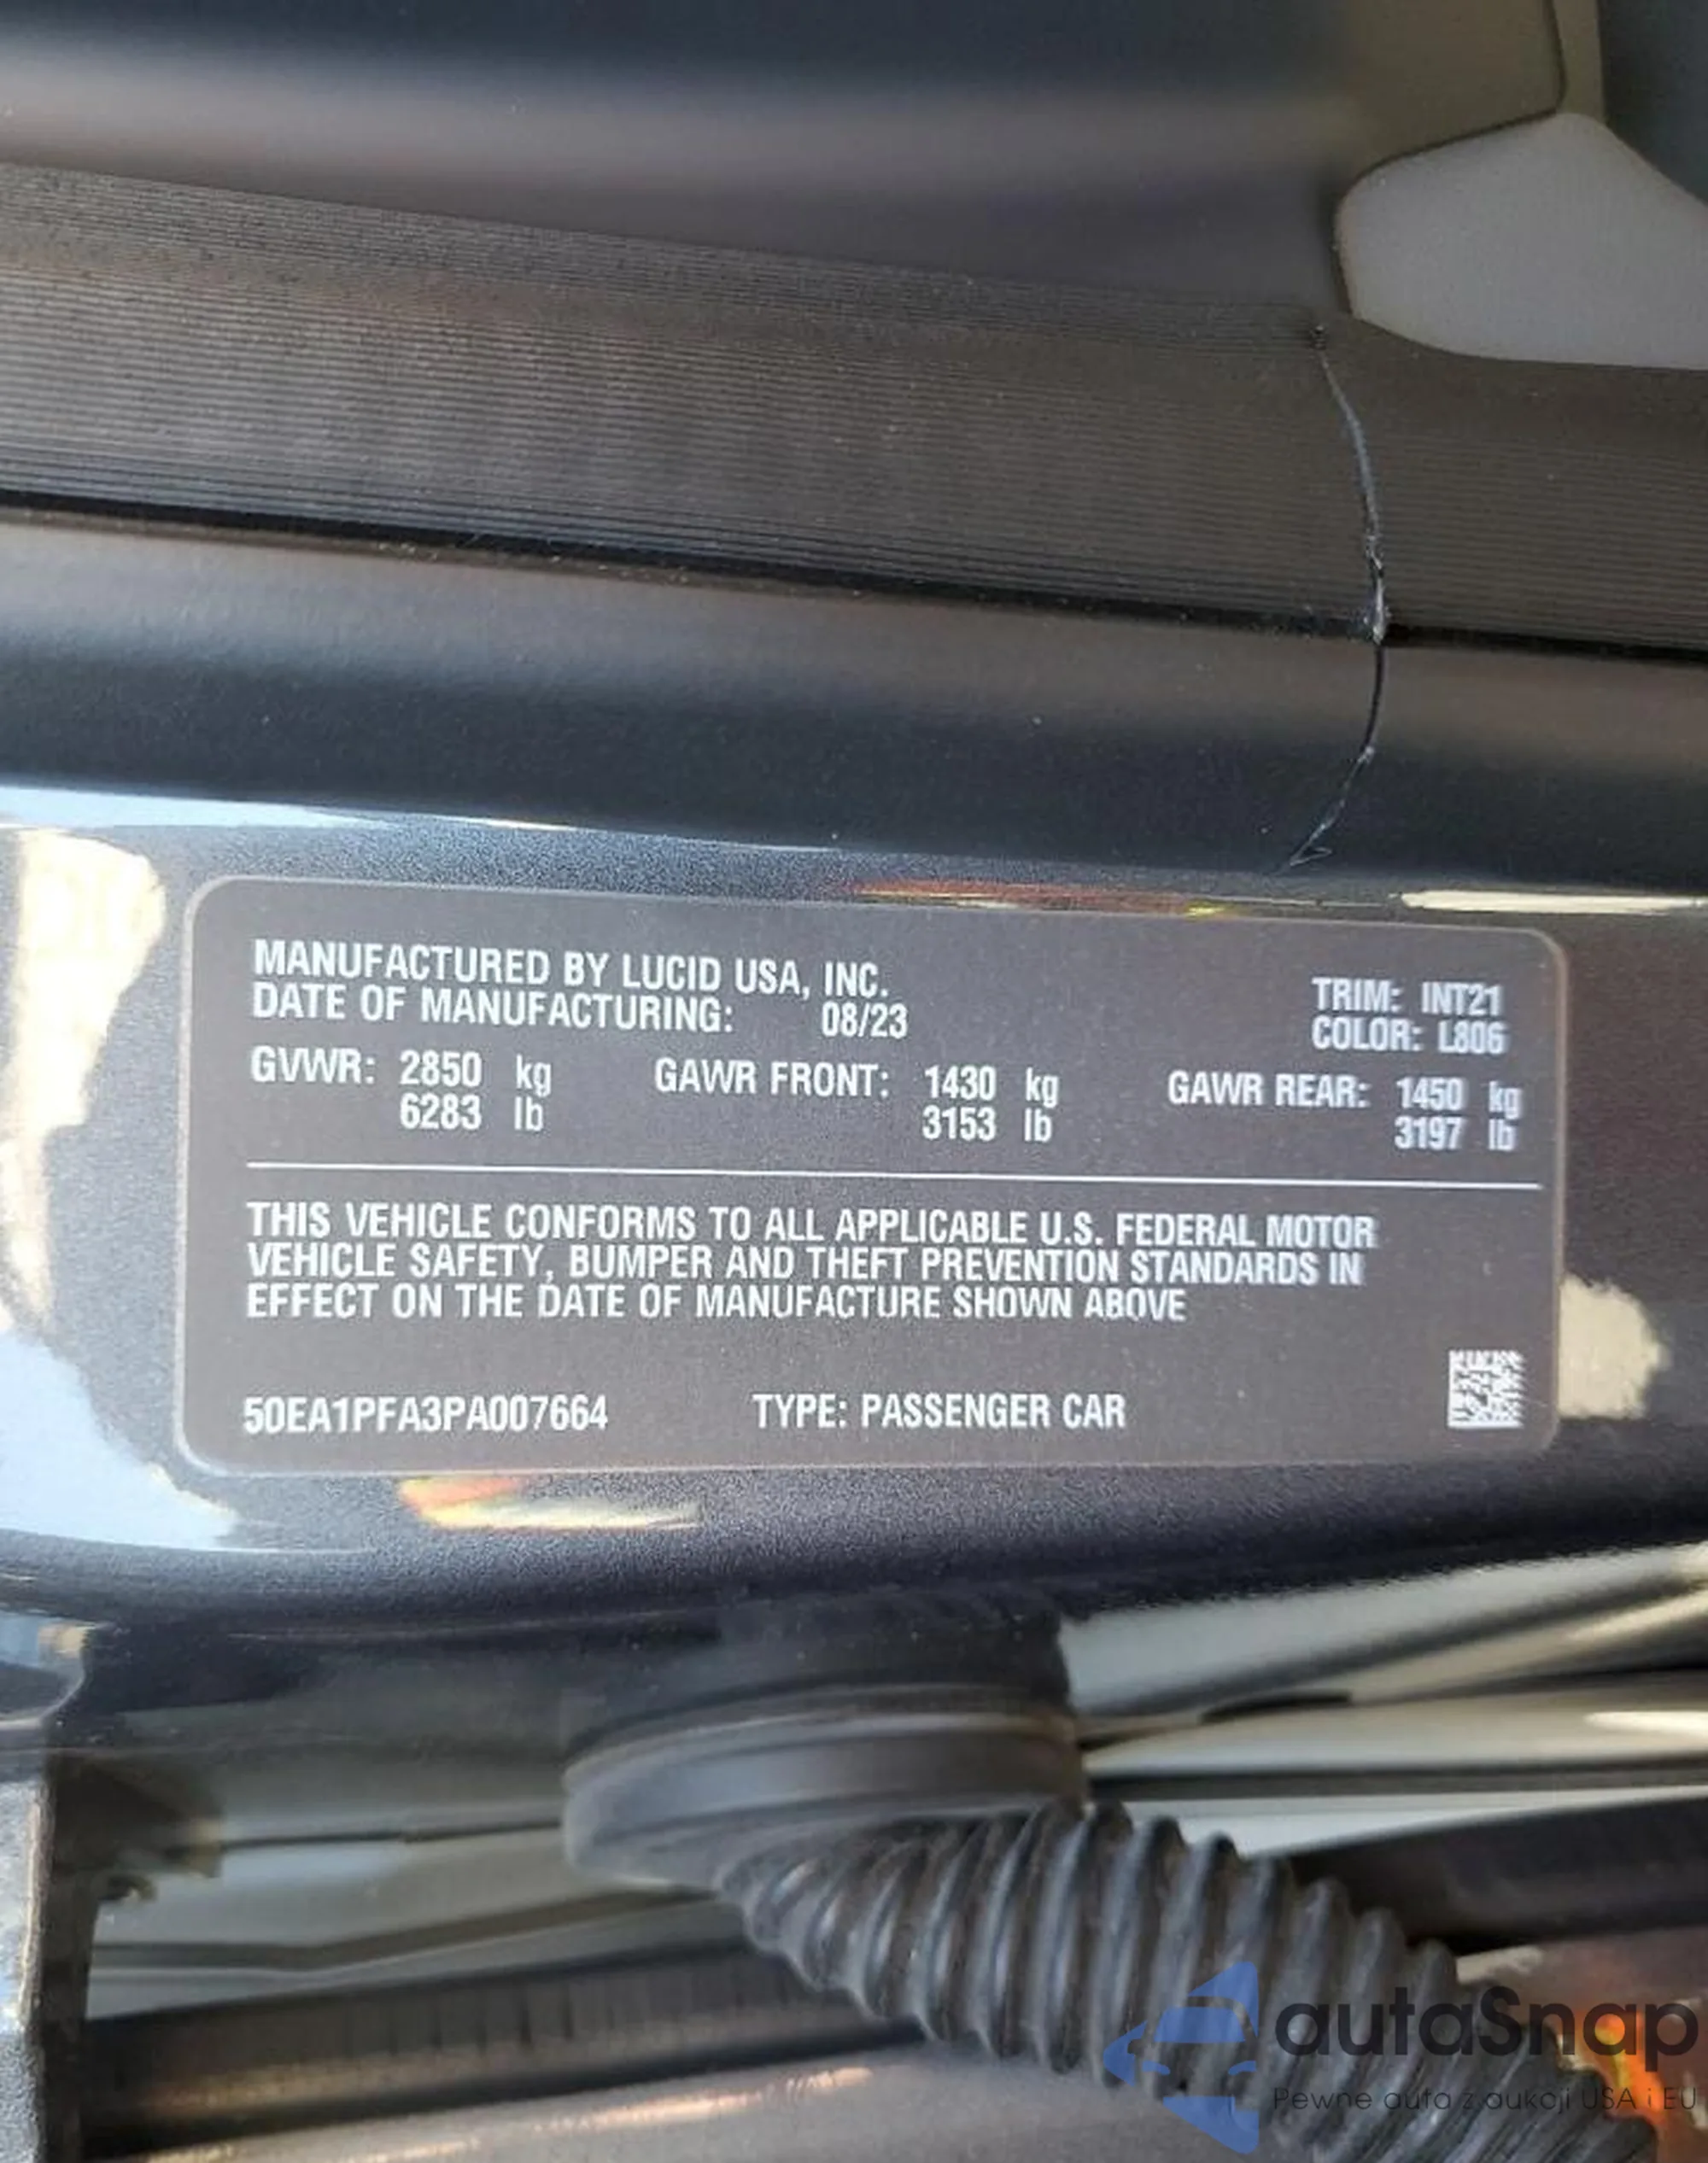 MANUFACTURED BY LUCID USA, INC.
DATE OF MANUFACTURING: 08/23
TRIM: INT21
COLOR: L806
GVWR: 2850 kg GAWR FRONT: 1430 kg GAWR REAR: 1450 kg
6283 lb 3153 lb 3197 lb
THIS VEHICLE CONFORMS TO ALL APPLICABLE U.S. FEDERAL MOTOR
VEHICLE SAFETY, BUMPER AND THEFT PREVENTION STANDARDS IN
EFFECT ON THE DATE OF MANUFACTURE SHOWN ABOVE
50EA1PFA3PA007664 TYPE: PASSENGER CAR
autaSnap
Pewne auta z aukcji USA i EU